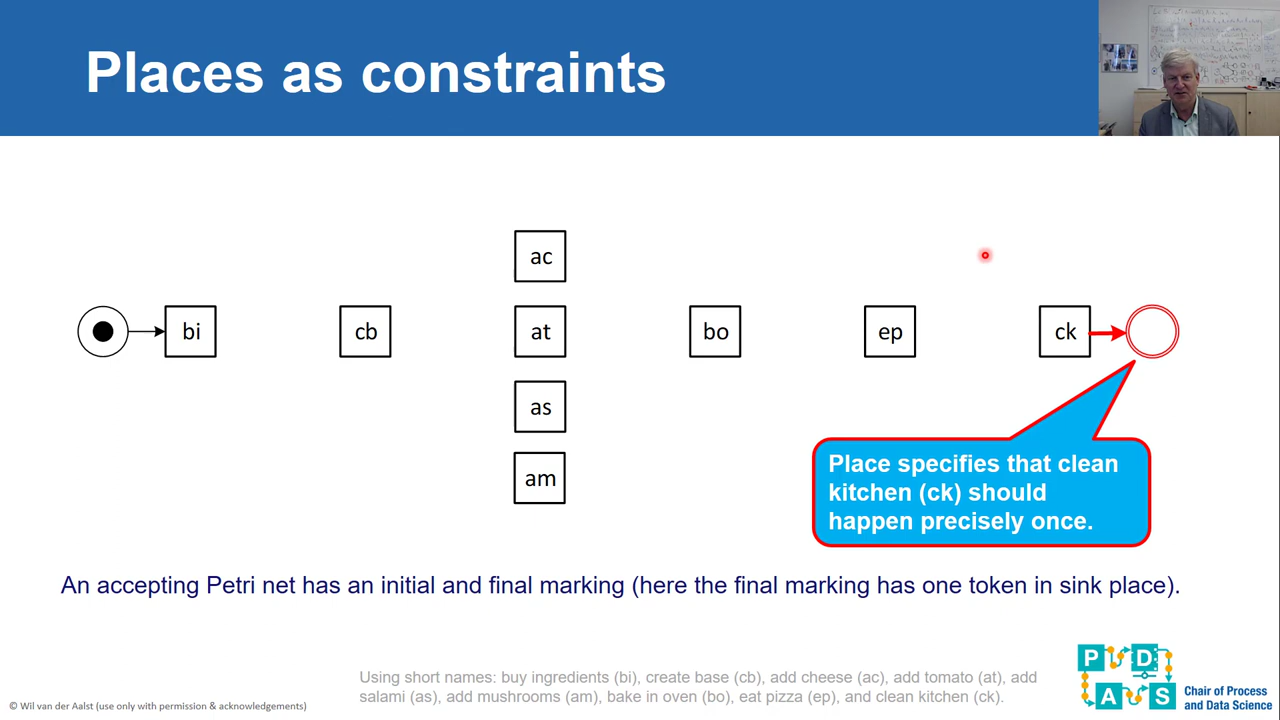 Places as constraints
ac
bi
cb
at
bo
ep
ck
as
am
Place specifies that clean
kitchen (ck) should
happen precisely once.
An accepting Petri net has an initial and final marking (here the final marking has one token in sink place).
Using short names: buy ingredients (bi), create base (cb), add cheese (ac), add tomato (at), add
salami (as), add mushrooms (am), bake in oven (bo), eat pizza (ep), and clean kitchen (ck).
© Wil van der Aalst (use only with permission & acknowledgements)
P D
A S
Chair of Process
and Data Science